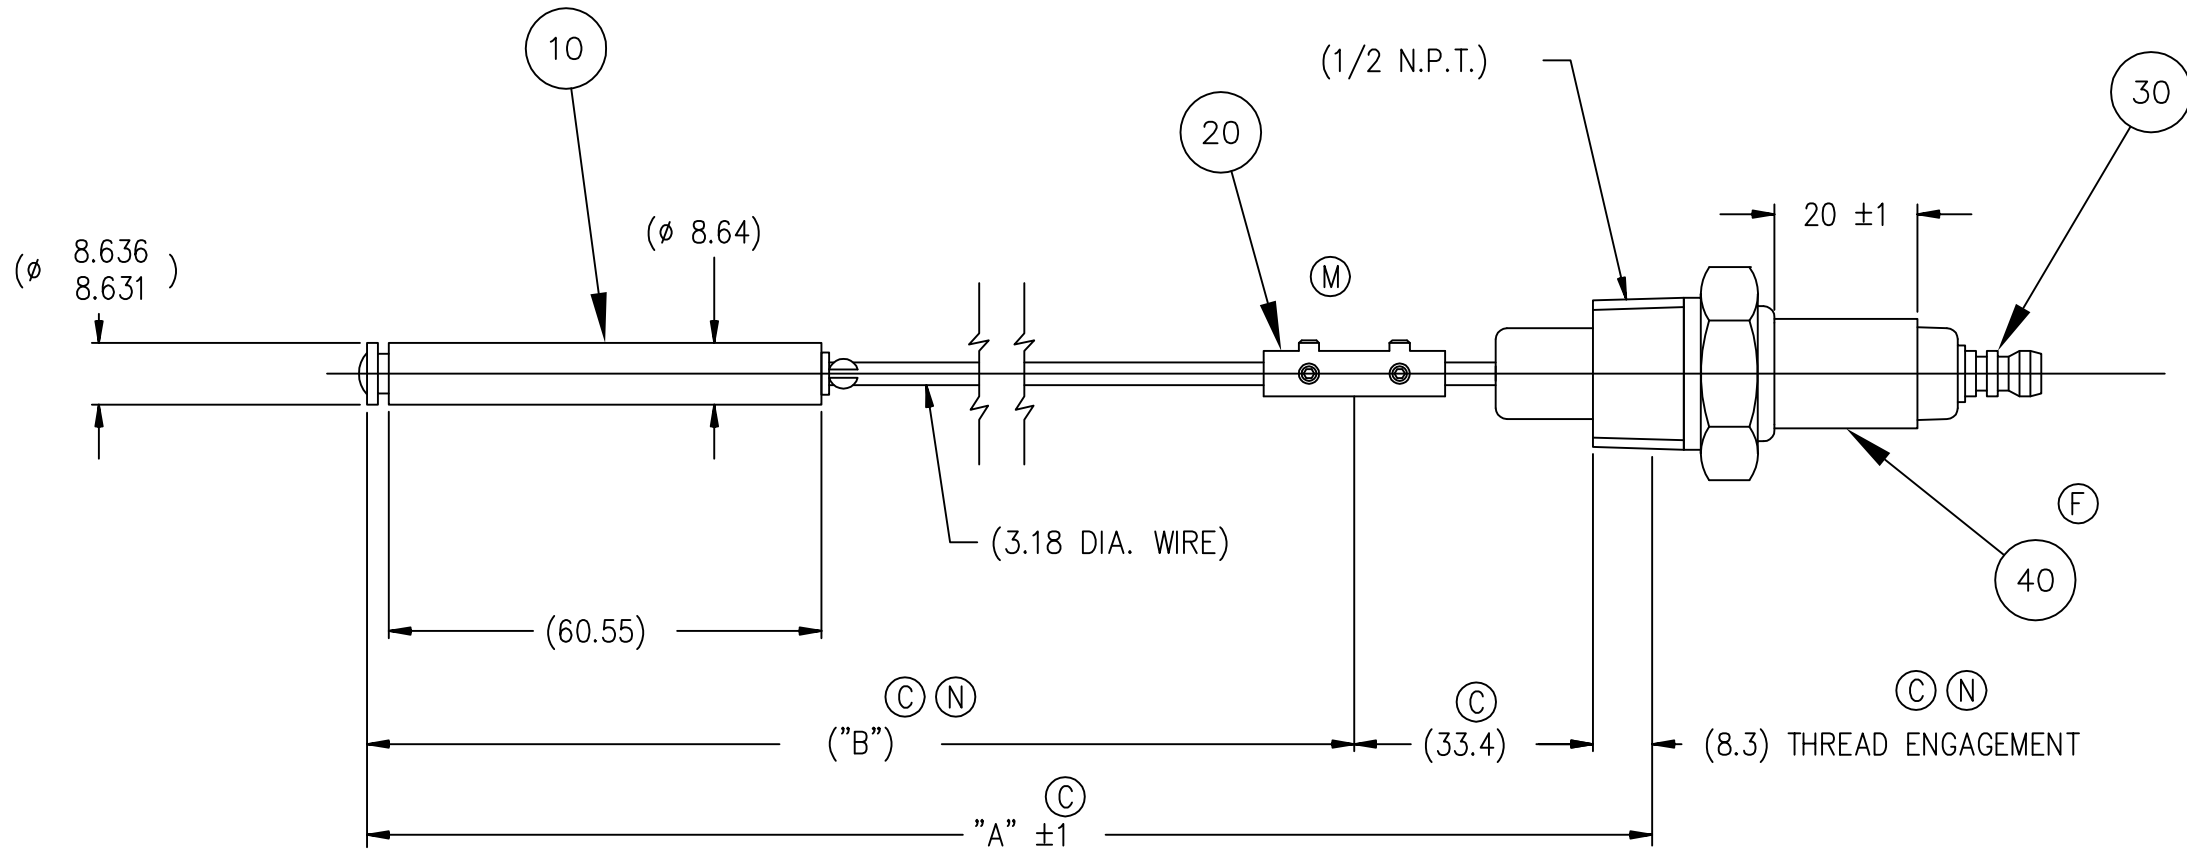 10
(1/2 N.P.T.)
30
20
20 ±1
(ø 8.64)
(ø 8.636
8.631 )
M
F
(3.18 DIA. WIRE)
40
(60.55)
C N
C
C N
("B")
(33.4)
(8.3) THREAD ENGAGEMENT
C
"A" ±1